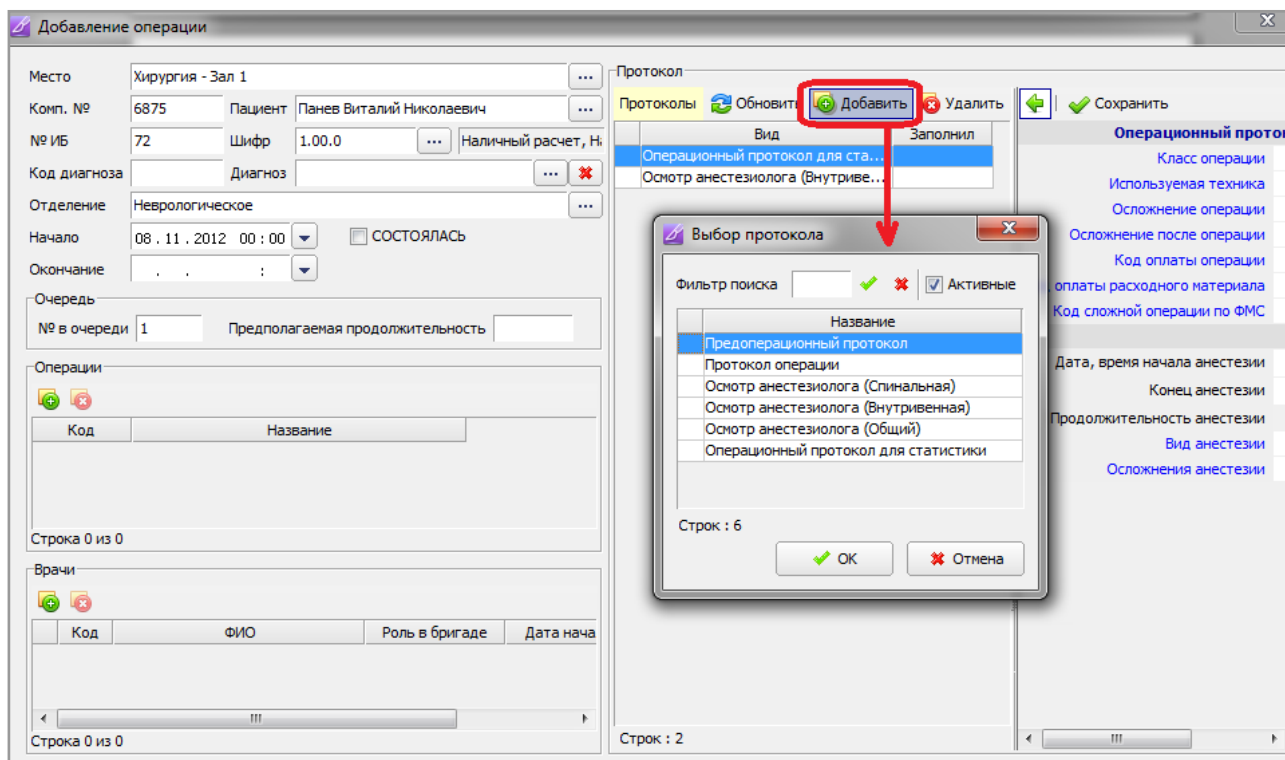 Добавление операции
Место Хирургия - Зал 1 ...
Комп. № 6875 Пациент Панев Виталий Николаевич ...
№ ИБ 72 Шифр 1.00.0 ... Наличный расчет, Н
Код диагноза Диагноз ...
Отделение Неврологическое ...
Начало 08 . 11 . 2012 00 : 00 СОСТОЯЛАСЬ
Окончание . . :
Очередь
№ в очереди 1 Предполагаемая продолжительность
Операции
Код Название
Строка 0 из 0
Врачи
Код ФИО Роль в бригаде Дата нача
Строка 0 из 0
Протокол
Протоколы Обновить Добавить Удалить
Вид Заполнил
Операционный протокол для ста...
Осмотр анестезиолога (Внутриве...
Строк : 2
Выбор протокола
Фильтр поиска Активные
Название
Предоперационный протокол
Протокол операции
Осмотр анестезиолога (Спинальная)
Осмотр анестезиолога (Внутривенная)
Осмотр анестезиолога (Общий)
Операционный протокол для статистики
Строк : 6
OK Отмена
Сохранить
Операционный прото
Класс операции
Используемая техника
Осложнение операции
Осложнение после операции
Код оплаты операции
оплаты расходного материала
Код сложной операции по ФМС
Дата, время начала анестезии
Конец анестезии
Продолжительность анестезии
Вид анестезии
Осложнения анестезии